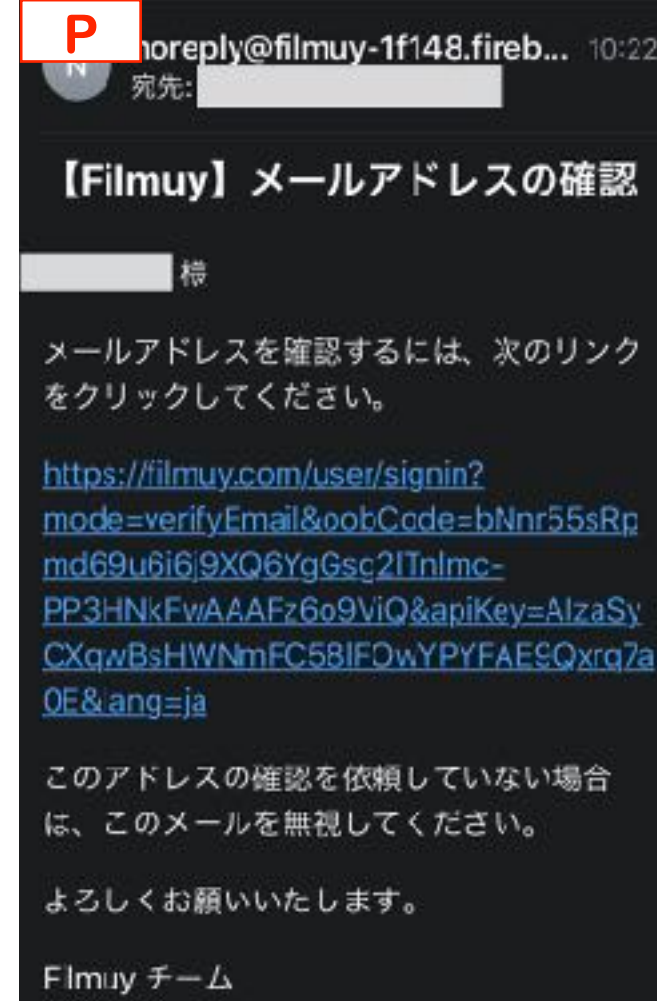 P
noreply@filmuy-1f148.fireb... 10:22
N
宛先:
【Filmuy】メールアドレスの確認
様
メールアドレスを確認するには、次のリンク
をクリックしてください。
https://filmuy.com/user/signin?
mode=verifyEmail&oobCode=bNnr55sRp
md69u6i6j9XQ6YgGsg2ITnlmc-
PP3HNkFwAAAFz6o9ViQ&apiKey=AIzaSy
CXqwBsHWNmFC58IFOwYPYFAE9Qxrq7a
0E&lang=ja
このアドレスの確認を依頼していない場合
は、このメールを無視してください。
よろしくお願いいたします。
Filmuy チーム